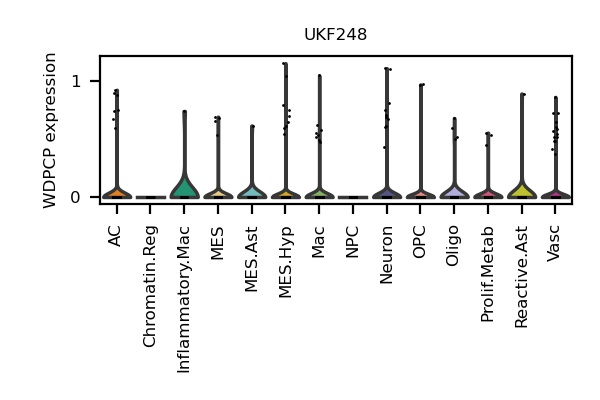 UKF248
WDPCP expression
1
0
AC
Chromatin.Reg
Inflammatory.Mac
MES
MES.Ast
MES.Hyp
Mac
NPC
Neuron
OPC
Oligo
Prolif.Metab
Reactive.Ast
Vasc